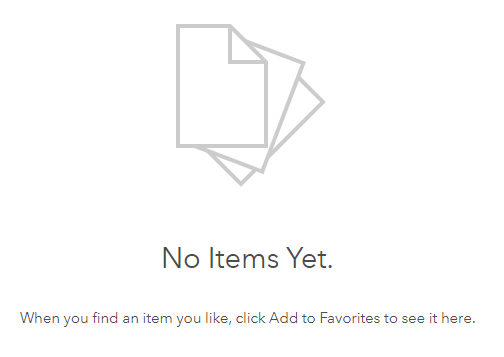 No Items Yet.
When you find an item you like, click Add to Favorites to see it here.